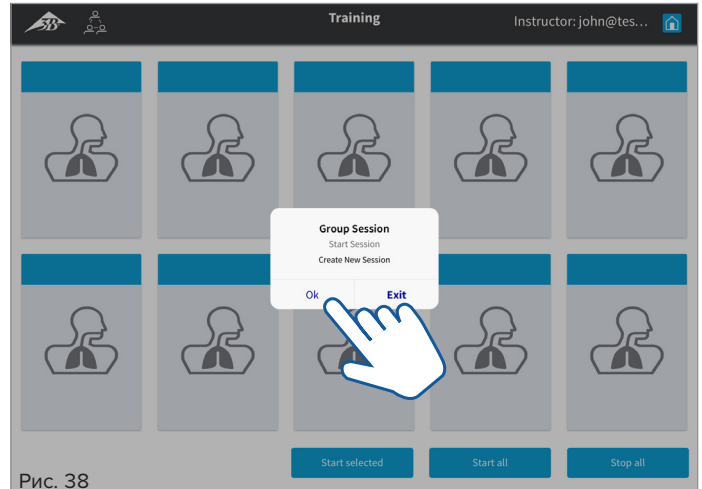 3B
Training
Instructor: john@tes...
Group Session
Start Session
Create New Session
Ok Exit
Start selected Start all Stop all
Рис. 38